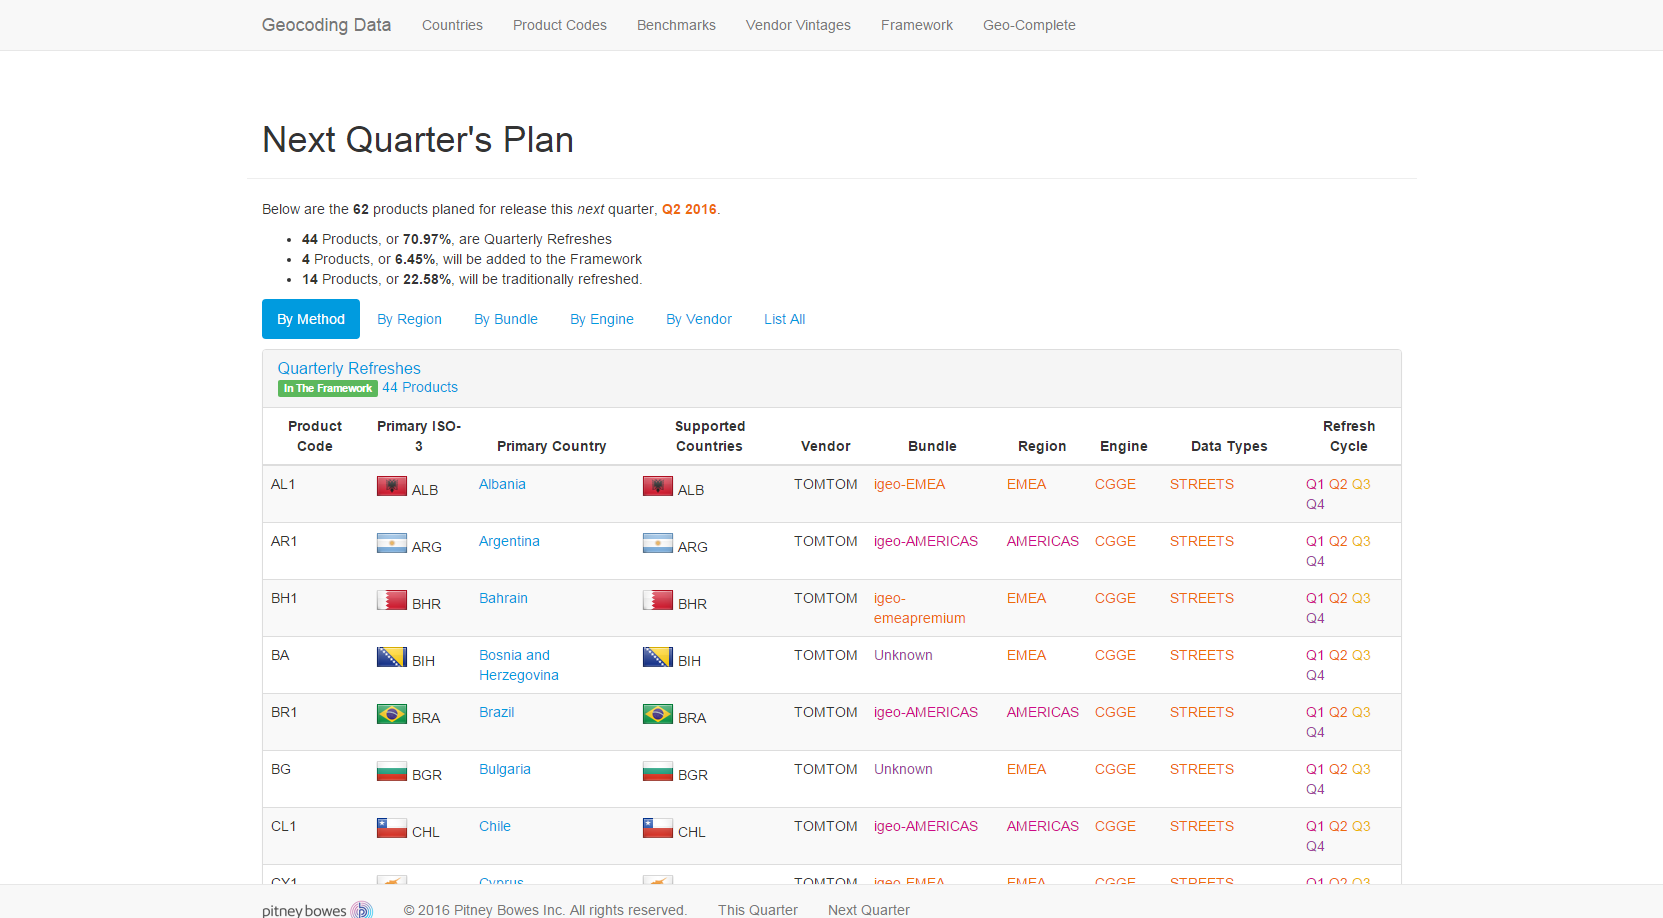 Geocoding Data Countries Product Codes Benchmarks Vendor Vintages Framework Geo-Complete
Next Quarter's Plan
Below are the 62 products planed for release this next quarter, Q2 2016.
44 Products, or 70.97%, are Quarterly Refreshes
4 Products, or 6.45%, will be added to the Framework
14 Products, or 22.58%, will be traditionally refreshed.
By Method By Region By Bundle By Engine By Vendor List All
Quarterly Refreshes
In The Framework 44 Products
Product Code Primary ISO-3 Primary Country Supported Countries Vendor Bundle Region Engine Data Types Refresh Cycle
AL1 ALB Albania ALB TOMTOM igeo-EMEA EMEA CGGE STREETS Q1 Q2 Q3 Q4
AR1 ARG Argentina ARG TOMTOM igeo-AMERICAS AMERICAS CGGE STREETS Q1 Q2 Q3 Q4
BH1 BHR Bahrain BHR TOMTOM igeo-emeapremium EMEA CGGE STREETS Q1 Q2 Q3 Q4
BA BIH Bosnia and Herzegovina BIH TOMTOM Unknown EMEA CGGE STREETS Q1 Q2 Q3 Q4
BR1 BRA Brazil BRA TOMTOM igeo-AMERICAS AMERICAS CGGE STREETS Q1 Q2 Q3 Q4
BG BGR Bulgaria BGR TOMTOM Unknown EMEA CGGE STREETS Q1 Q2 Q3 Q4
CL1 CHL Chile CHL TOMTOM igeo-AMERICAS AMERICAS CGGE STREETS Q1 Q2 Q3 Q4
CY1 Cyprus TOMTOM igeo-EMEA EMEA CGGE STREETS Q1 Q2 Q3
pitney bowes © 2016 Pitney Bowes Inc. All rights reserved. This Quarter Next Quarter